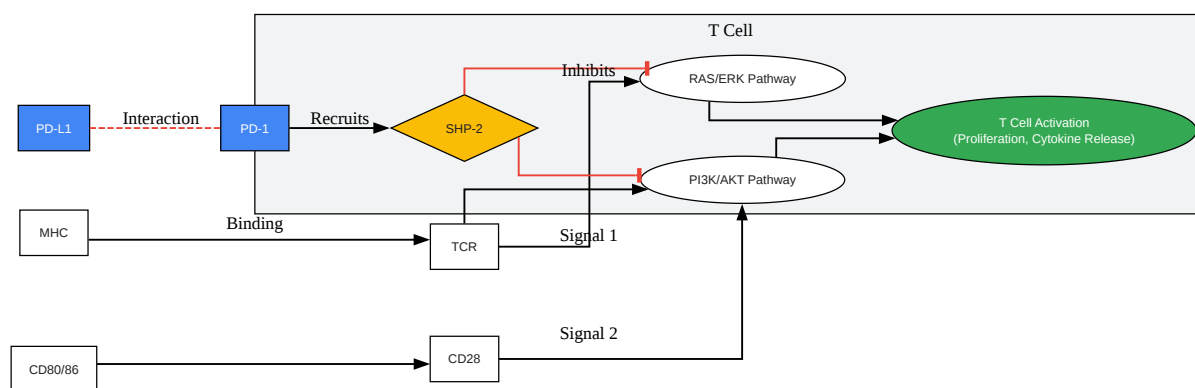 T Cell
Inhibits
RAS/ERK Pathway
PD-L1
Interaction
PD-1
Recruits
SHP-2
T Cell Activation
(Proliferation, Cytokine Release)
PI3K/AKT Pathway
MHC
Binding
TCR
Signal 1
CD80/86
CD28
Signal 2